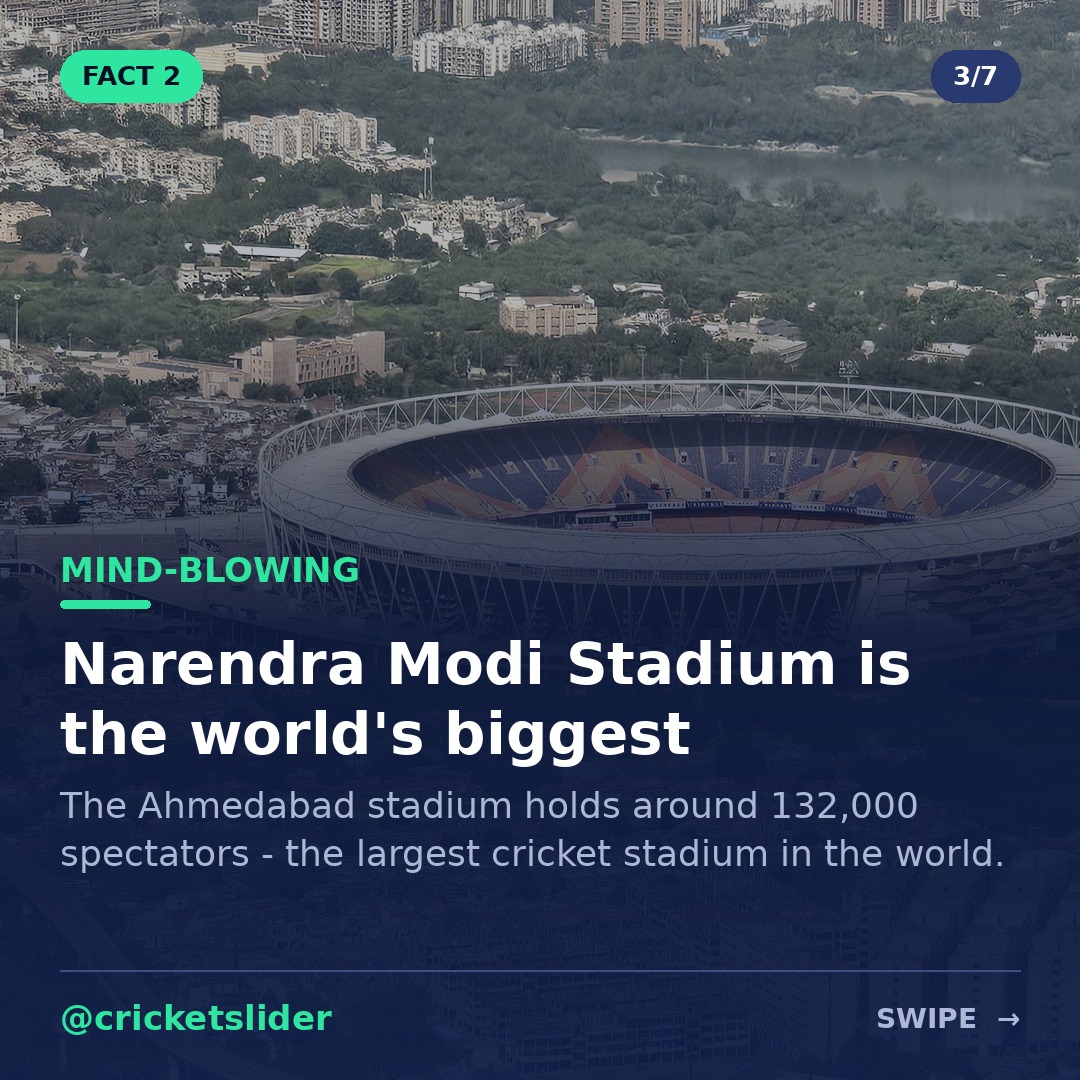 FACT 2
3/7
MIND-BLOWING
Narendra Modi Stadium is
the world's biggest
The Ahmedabad stadium holds around 132,000
spectators - the largest cricket stadium in the world.
@cricketslider
SWIPE →